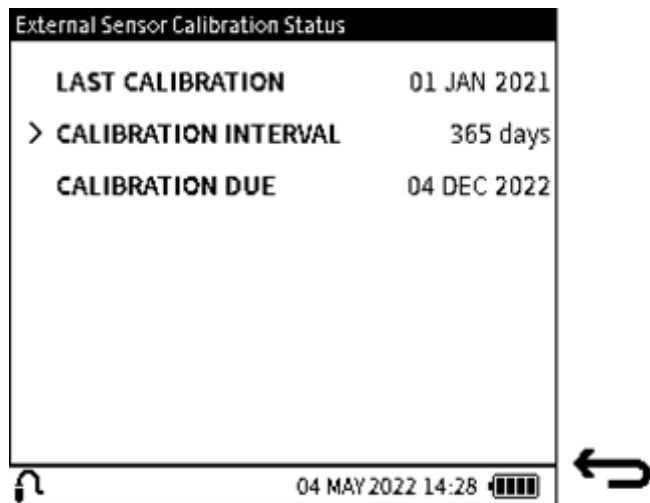 External Sensor Calibration Status
LAST CALIBRATION 01 JAN 2021
> CALIBRATION INTERVAL 365 days
CALIBRATION DUE 04 DEC 2022
04 MAY 2022 14:28